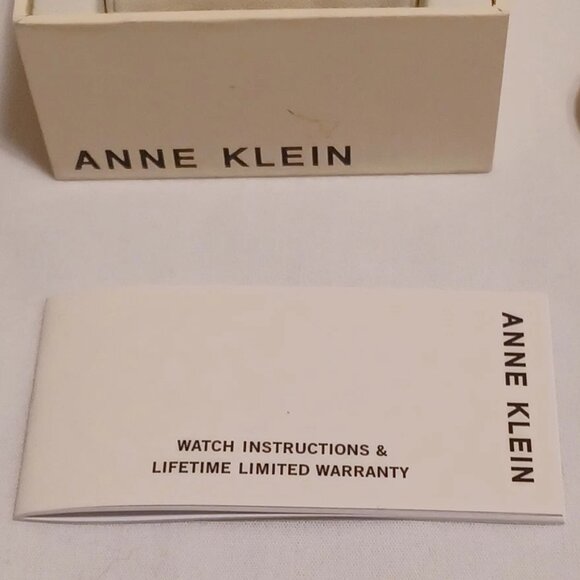 ANNE KLEIN
ANNE KLEIN
WATCH INSTRUCTIONS &
LIFETIME LIMITED WARRANTY